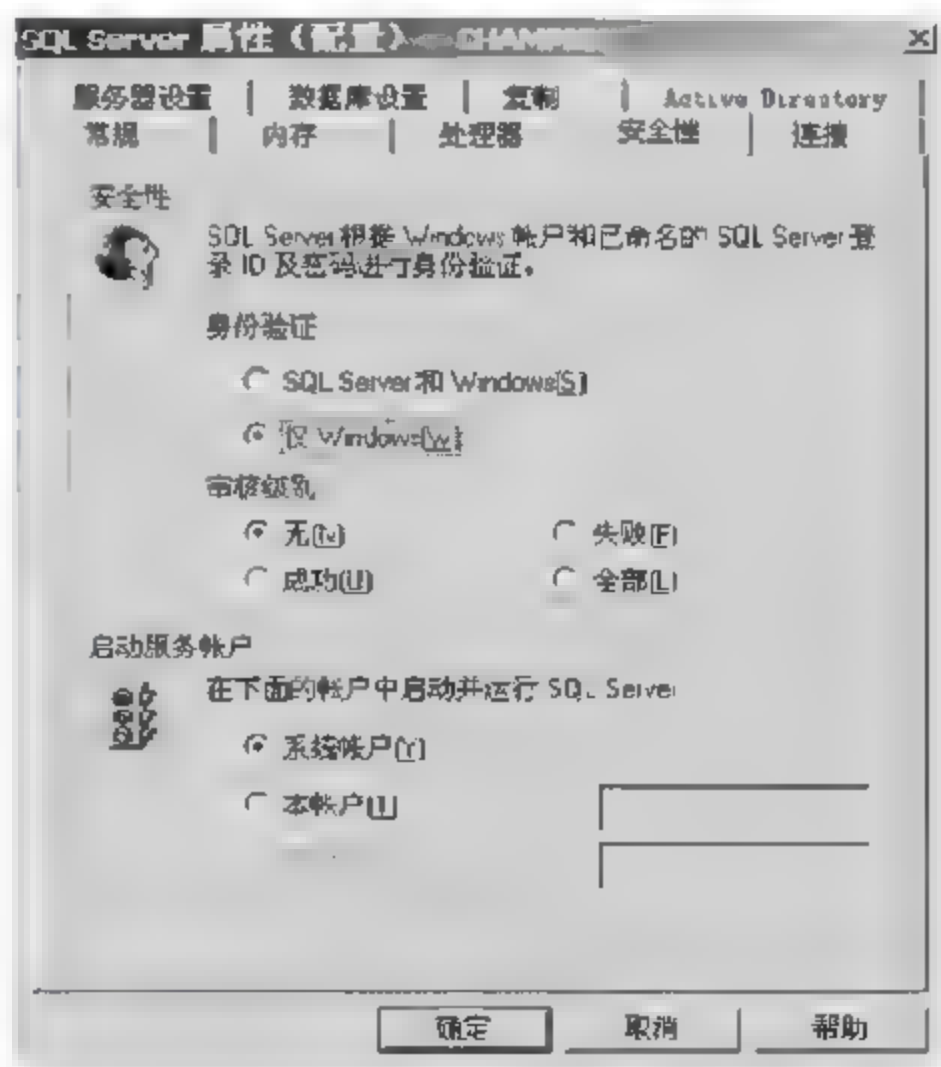 SQL Server 属性（配置）
服务器设置 数据库设置 复制 Active Directory
常规 内存 处理器 安全性 连接
安全性
SQL Server 根据 Windows 帐户和已命名的 SQL Server 登
录 ID 及密码进行身份验证。
身份验证
SQL Server 和 Windows(S)
仅 Windows(W)
审核级别
无(N) 失败(F)
成功(U) 全部(L)
启动服务帐户
在下面的帐户中启动并运行 SQL Server
系统帐户(Y)
本帐户(T)
确定 取消 帮助